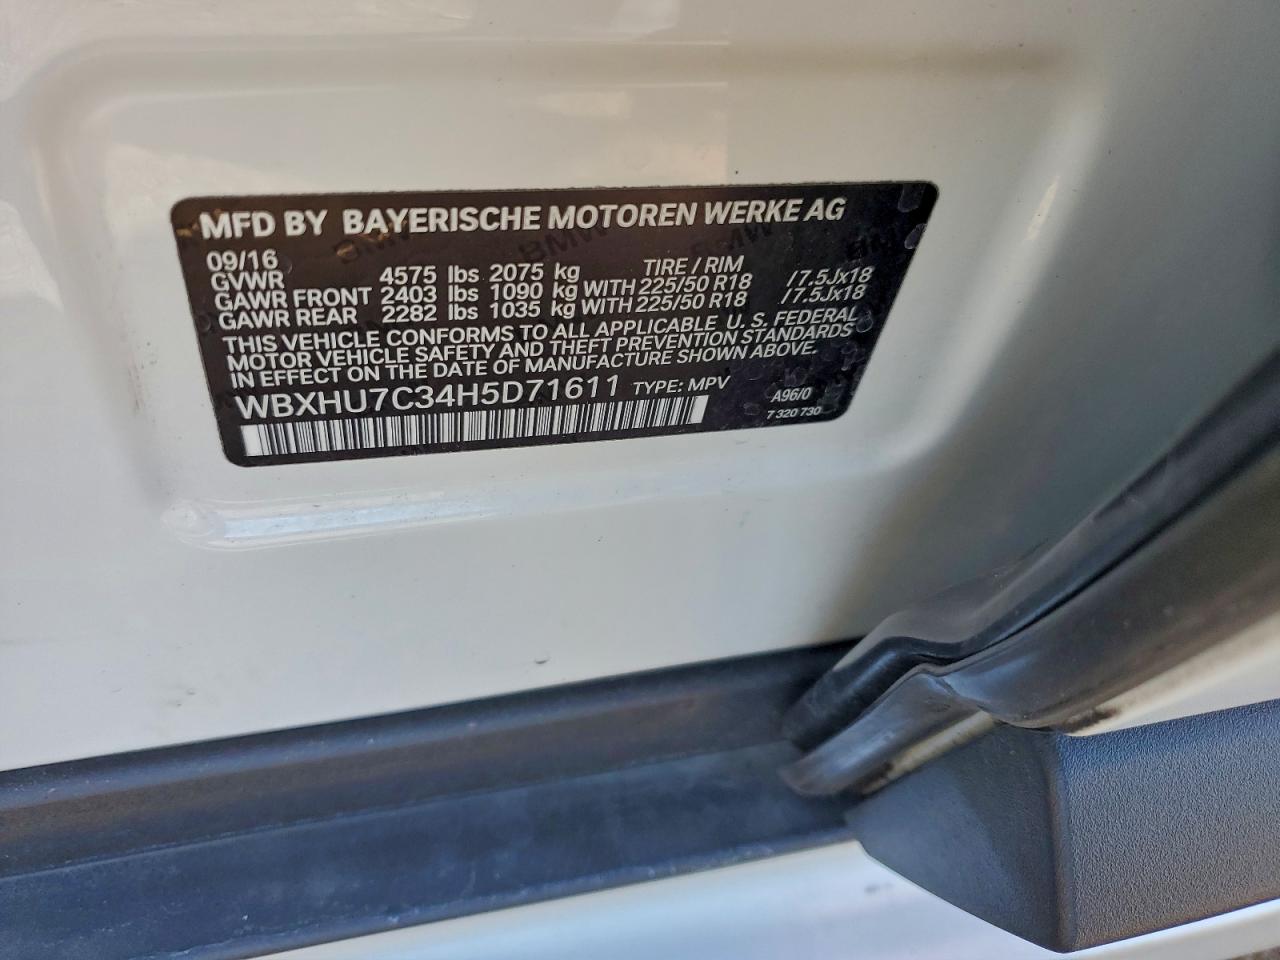 MFD BY BAYERISCHE MOTOREN WERKE AG
09/16
GVWR 4575 lbs 2075 kg TIRE / RIM
GAWR FRONT 2403 lbs 1090 kg WITH 225/50 R18 /7.5Jx18
GAWR REAR 2282 lbs 1035 kg WITH 225/50 R18 /7.5Jx18
THIS VEHICLE CONFORMS TO ALL APPLICABLE U. S. FEDERAL
MOTOR VEHICLE SAFETY AND THEFT PREVENTION STANDARDS
IN EFFECT ON THE DATE OF MANUFACTURE SHOWN ABOVE.
WBXHU7C34H5D71611 TYPE: MPV A96/0
7 320 730